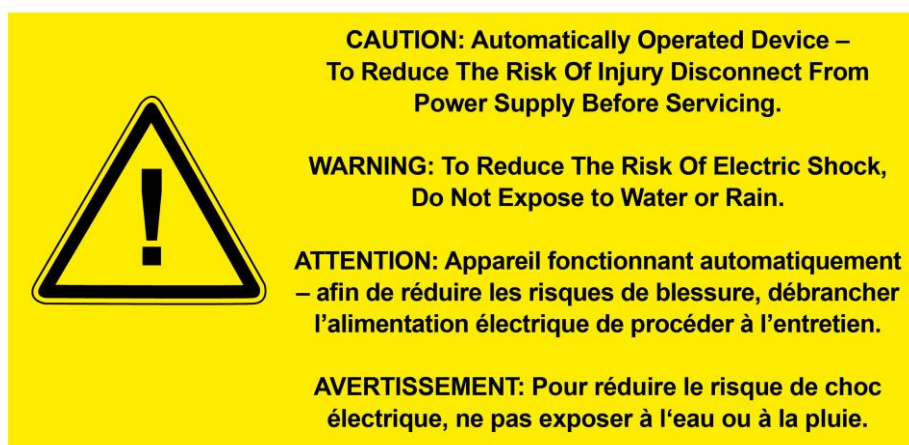 CAUTION: Automatically Operated Device –
To Reduce The Risk Of Injury Disconnect From
Power Supply Before Servicing.
WARNING: To Reduce The Risk Of Electric Shock,
Do Not Expose to Water or Rain.
ATTENTION: Appareil fonctionnant automatiquement
– afin de réduire les risques de blessure, débrancher
l’alimentation électrique de procéder à l’entretien.
AVERTISSEMENT: Pour réduire le risque de choc
électrique, ne pas exposer à l‘eau ou à la pluie.